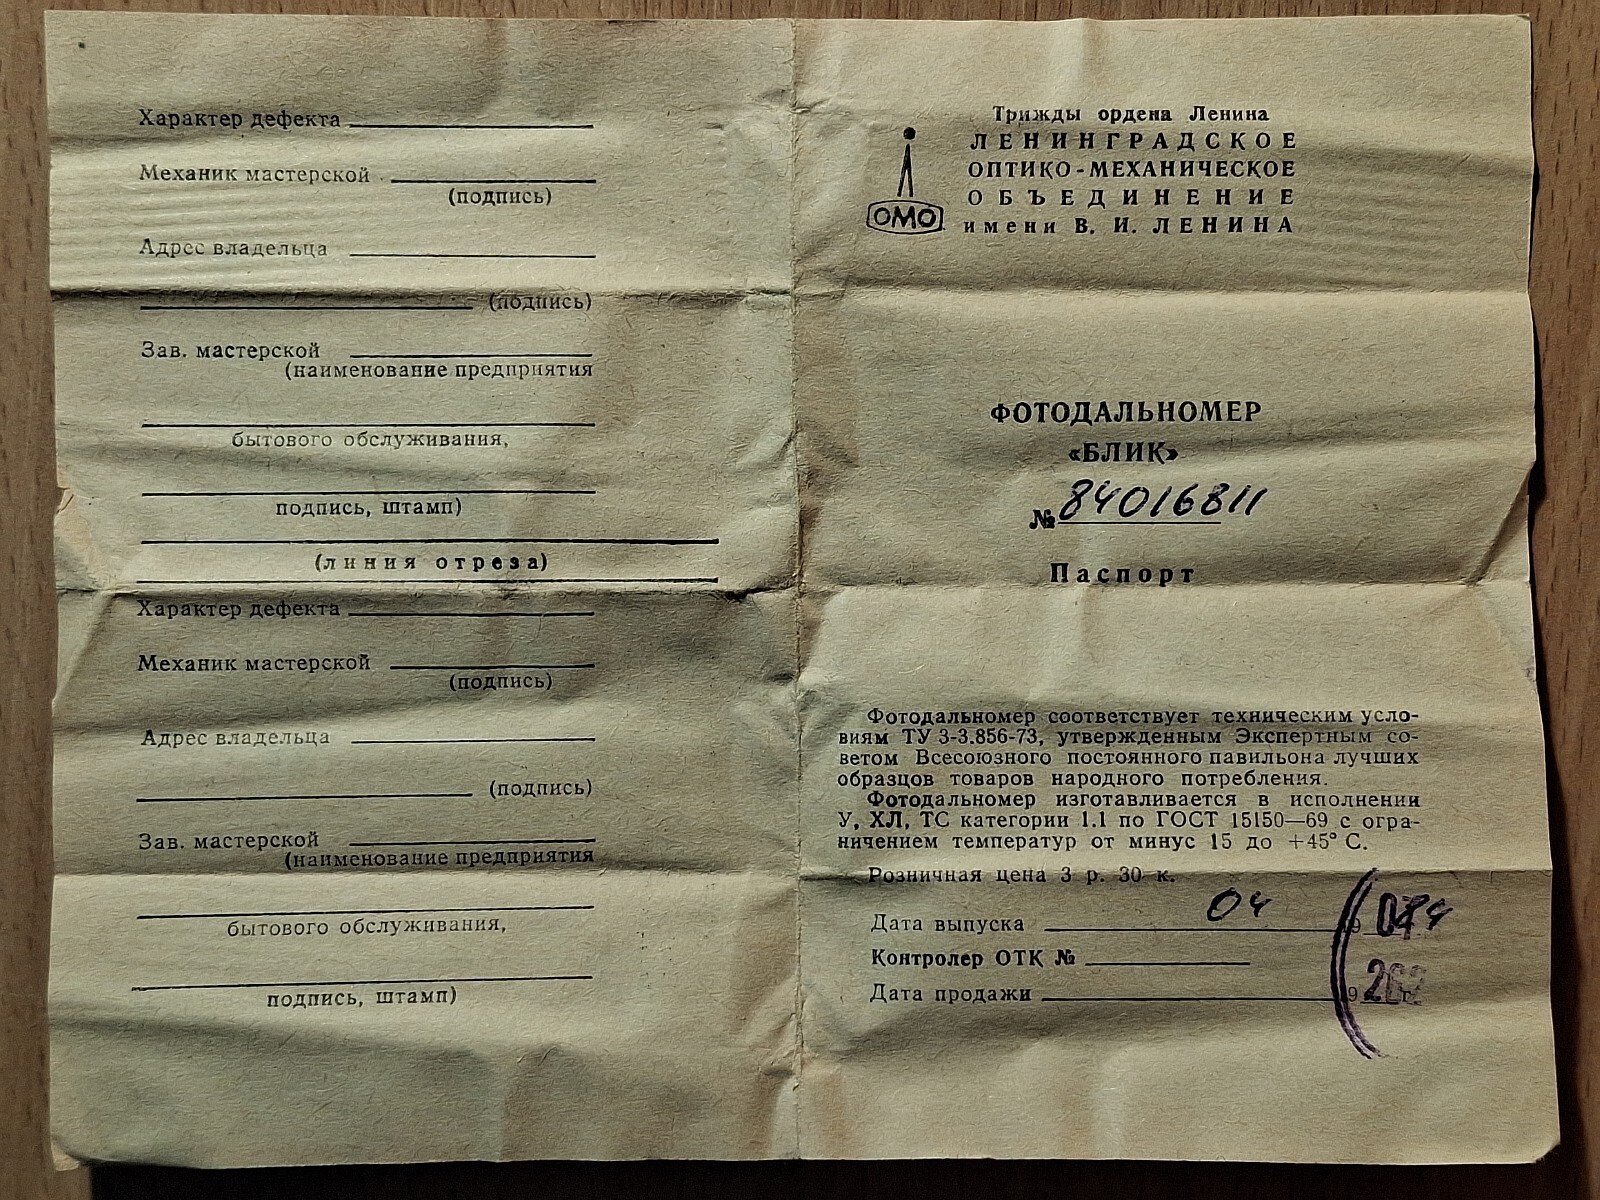 Характер дефекта
Механик мастерской
(подпись)
Адрес владельца
(подпись)
Зав. мастерской
(наименование предприятия
бытового обслуживания,
подпись, штамп)
(линия отреза)
Характер дефекта
Механик мастерской
(подпись)
Адрес владельца
(подпись)
Зав. мастерской
(наименование предприятия
бытового обслуживания,
подпись, штамп)
Трижды ордена Ленина
ЛЕНИНГРАДСКОЕ
ОПТИКО-МЕХАНИЧЕСКОЕ
ОБЪЕДИНЕНИЕ
имени В. И. ЛЕНИНА
ОМО
ФОТОДАЛЬНОМЕР
«БЛИК»
№ 84016811
Паспорт
Фотодальномер соответствует техническим усло-
виям ТУ 3-3.856-73, утвержденным Экспертным со-
ветом Всесоюзного постоянного павильона лучших
образцов товаров народного потребления.
Фотодальномер изготавливается в исполнении
У, ХЛ, ТС категории 1.1 по ГОСТ 15150—69 с огра-
ничением температур от минус 15 до +45° С.
Розничная цена 3 р. 30 к.
Дата выпуска 04
Контролер ОТК №
Дата продажи